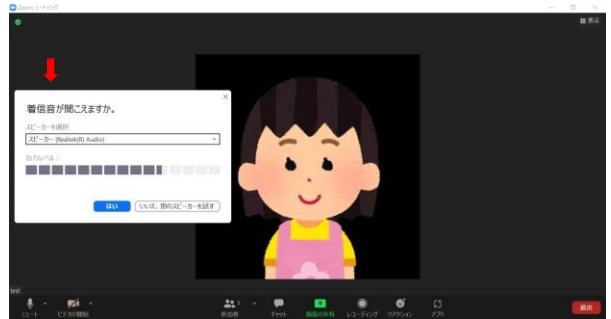 Zoom ミーティング
表示
着信音が聞こえますか。
スピーカーを選択
スピーカー (Realtek(R) Audio)
出力レベル：
はい
いいえ、別のスピーカーを試す
test
ミュート
ビデオの開始
1
参加者
チャット
画面の共有
レコーディング
リアクション
アプリ
退出